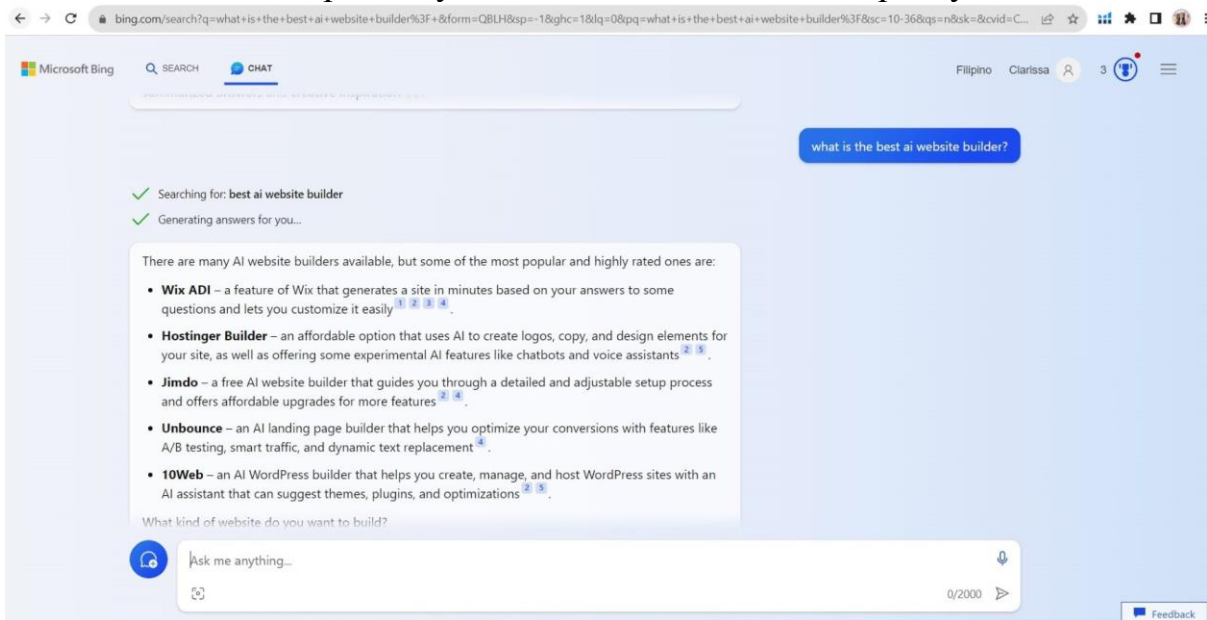 bing.com/search?q=what+is+the+best+ai+website+builder%3F+&form=QBLH&sp=-1&ghc=1&lq=0&pq=what+is+the+best+ai+website+builder%3F&sc=10-36&qs=n&sk=&cvid=C...
Microsoft Bing SEARCH CHAT Filipino Clarissa 3
what is the best ai website builder?
Searching for: best ai website builder
Generating answers for you...
There are many AI website builders available, but some of the most popular and highly rated ones are:
• Wix ADI – a feature of Wix that generates a site in minutes based on your answers to some
questions and lets you customize it easily 1 2 3 4 .
• Hostinger Builder – an affordable option that uses AI to create logos, copy, and design elements for
your site, as well as offering some experimental AI features like chatbots and voice assistants 2 5 .
• Jimdo – a free AI website builder that guides you through a detailed and adjustable setup process
and offers affordable upgrades for more features 2 4 .
• Unbounce – an AI landing page builder that helps you optimize your conversions with features like
A/B testing, smart traffic, and dynamic text replacement 4 .
• 10Web – an AI WordPress builder that helps you create, manage, and host WordPress sites with an
AI assistant that can suggest themes, plugins, and optimizations 2 5 .
What kind of website do you want to build?
Ask me anything...
0/2000
Feedback